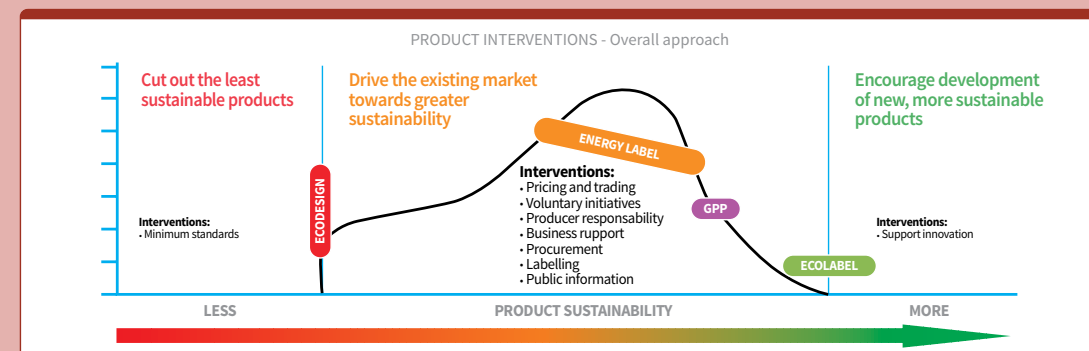 PRODUCT INTERVENTIONS - Overall approach
Cut out the least
sustainable products
Drive the existing market
towards greater
sustainability
Encourage development
of new, more sustainable
products
ECODESIGN
ENERGY LABEL
GPP
ECOLABEL
Interventions:
• Minimum standards
Interventions:
• Pricing and trading
• Voluntary initiatives
• Producer responsability
• Business rupport
• Procurement
• Labelling
• Public information
Interventions:
• Support innovation
LESS
PRODUCT SUSTAINABILITY
MORE